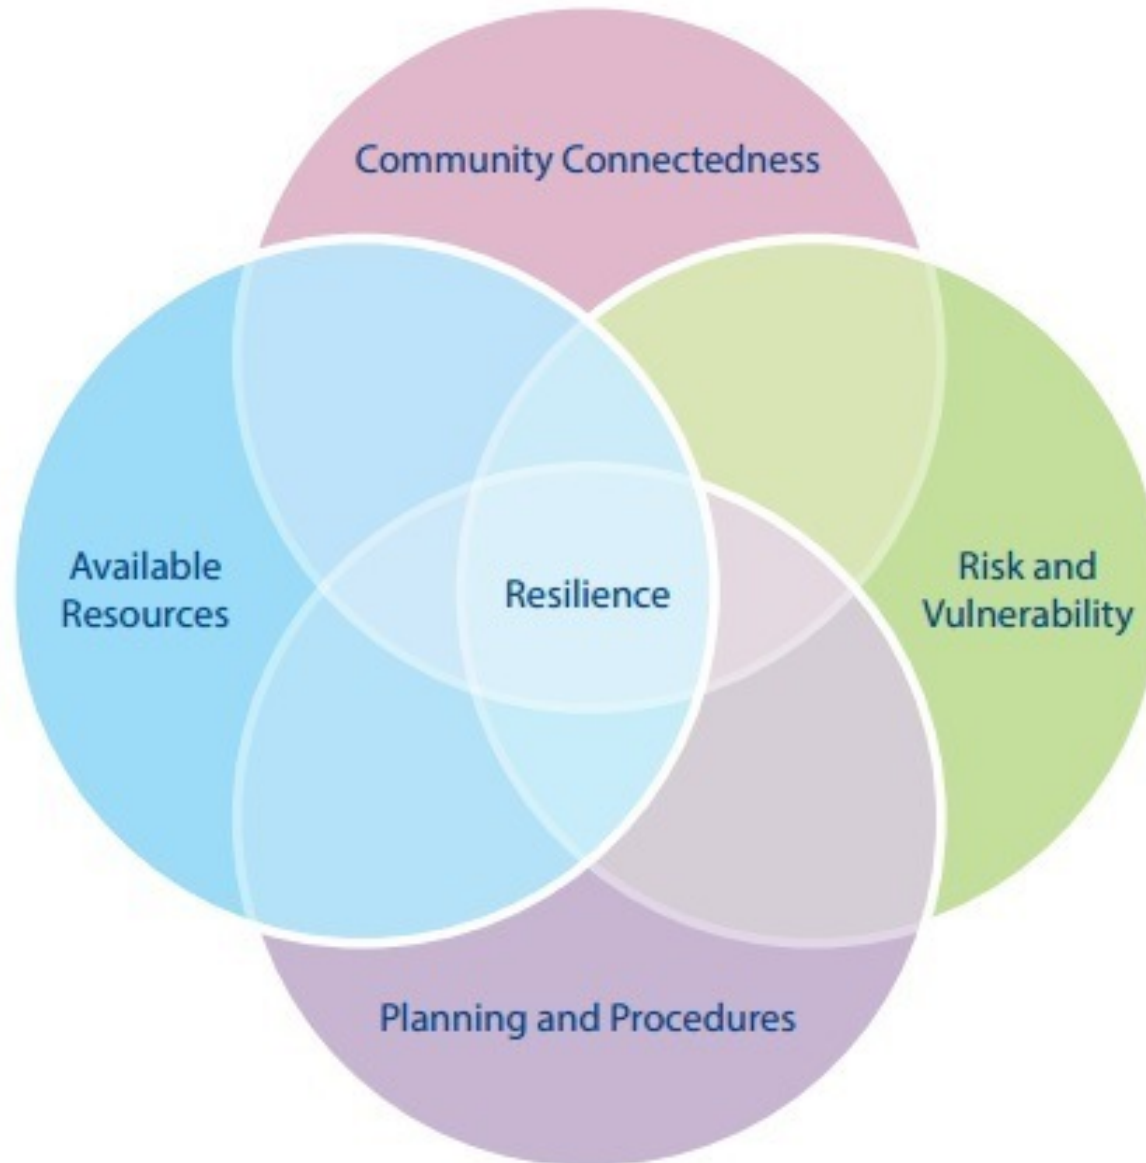 Community Connectedness
Available
Resources
Resilience
Risk and
Vulnerability
Planning and Procedures